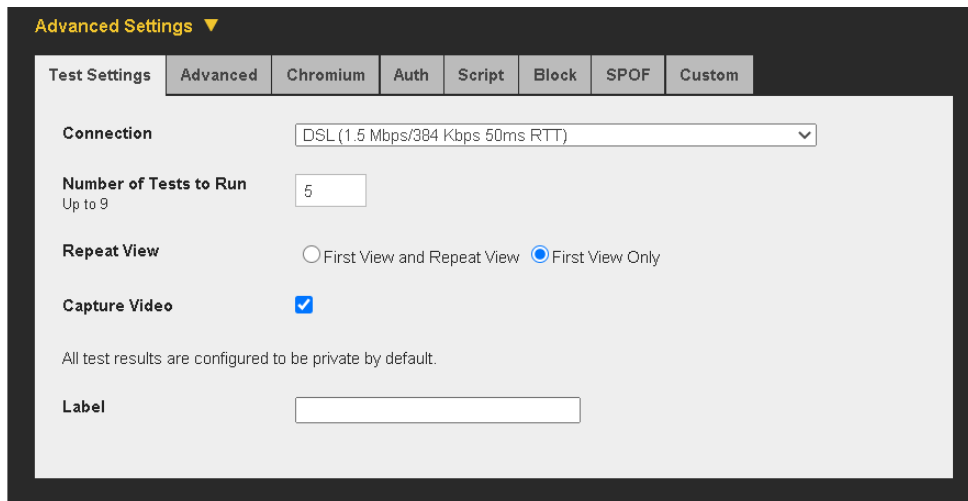 Advanced Settings ▼
Test Settings Advanced Chromium Auth Script Block SPOF Custom
Connection DSL (1.5 Mbps/384 Kbps 50ms RTT)
Number of Tests to Run 5
Up to 9
Repeat View First View and Repeat View First View Only
Capture Video
All test results are configured to be private by default.
Label